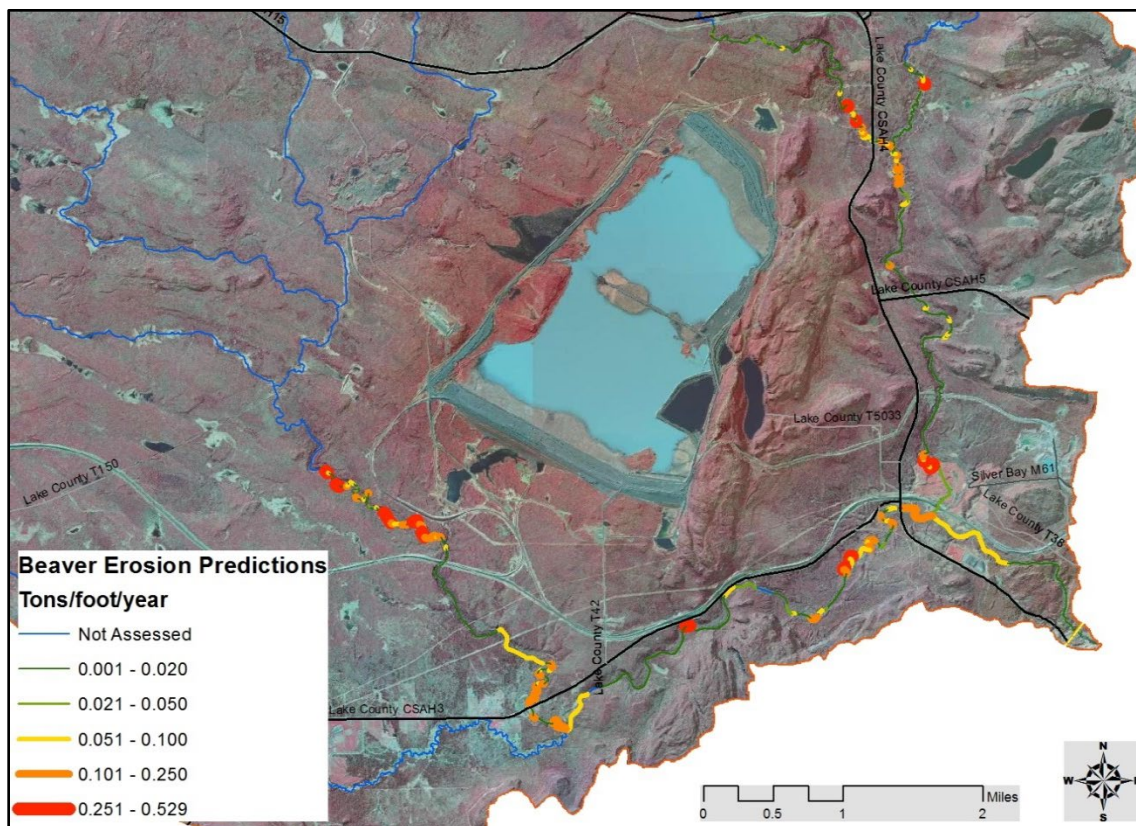 115
Lake County CSAH4
Lake County CSAH5
Lake County T5033
Silver Bay M61
Lake County T38
Lake County T150
Lake County T42
Lake County CSAH3
Beaver Erosion Predictions
Tons/foot/year
Not Assessed
0.001 - 0.020
0.021 - 0.050
0.051 - 0.100
0.101 - 0.250
0.251 - 0.529
Miles
0 0.5 1 2
N
W E
S